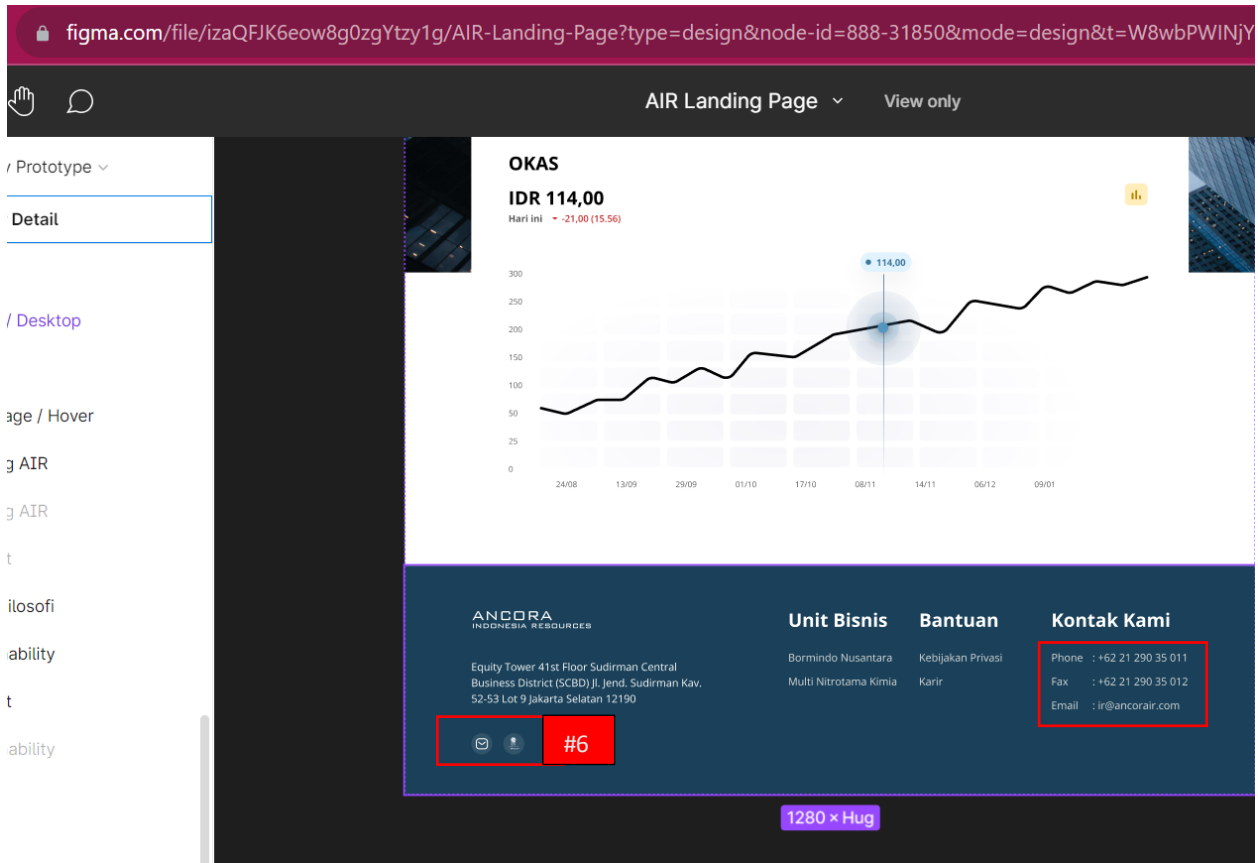 figma.com/file/izaQFJK6eow8g0zgYtzy1g/AIR-Landing-Page?type=design&node-id=888-31850&mode=design&t=W8wbPWINjY
AIR Landing Page
View only
/ Prototype
Detail
/ Desktop
age / Hover
g AIR
g AIR
t
ilosofi
ability
t
ability
OKAS
IDR 114,00
Hari ini -21,00 (15.56)
114,00
300
250
200
150
100
50
25
0
24/08 13/09 29/09 01/10 17/10 08/11 14/11 06/12 09/01
ANCORA
INDONESIA RESOURCES
Equity Tower 41st Floor Sudirman Central
Business District (SCBD) Jl. Jend. Sudirman Kav.
52-53 Lot 9 Jakarta Selatan 12190
#6
Unit Bisnis
Bormindo Nusantara
Multi Nitrotama Kimia
Bantuan
Kebijakan Privasi
Karir
Kontak Kami
Phone : +62 21 290 35 011
Fax : +62 21 290 35 012
Email : ir@ancorair.com
1280 × Hug